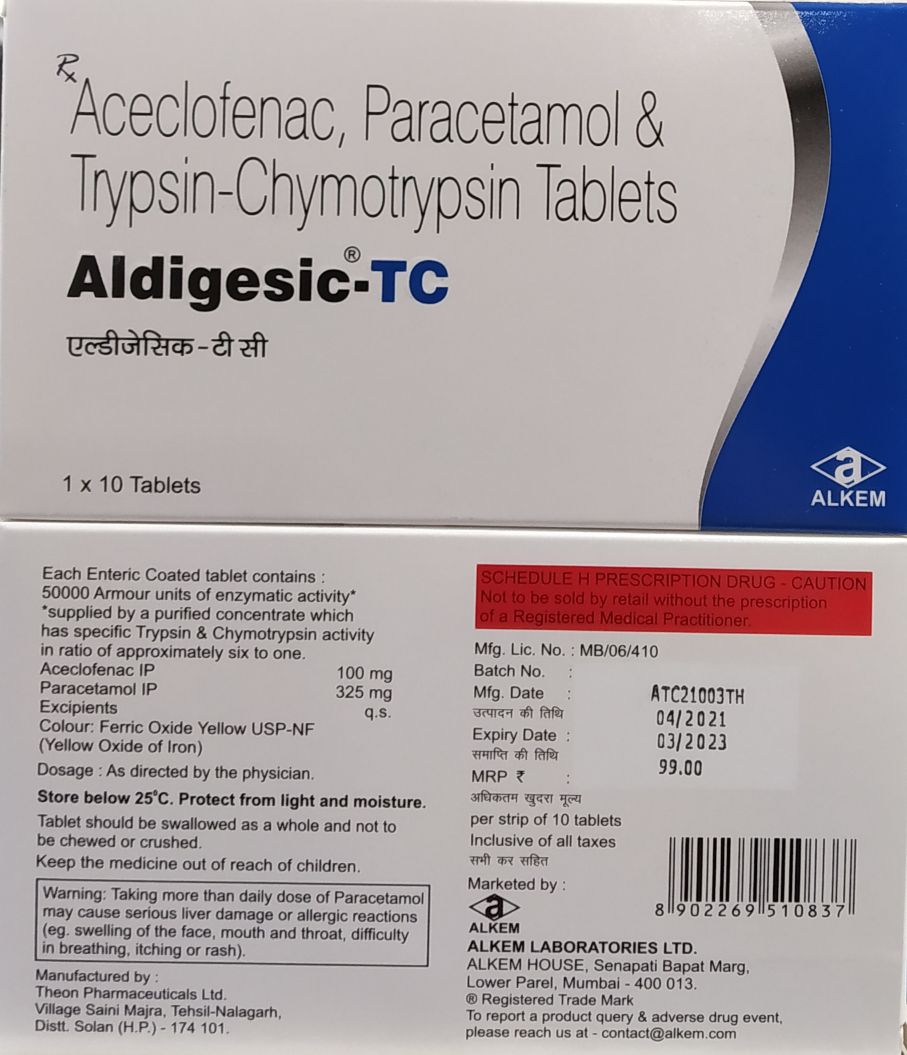 Rx
Aceclofenac, Paracetamol &
Trypsin-Chymotrypsin Tablets
Aldigesic®-TC
एल्डीजेसिक - टी सी
1 x 10 Tablets
a
ALKEM
Each Enteric Coated tablet contains :
50000 Armour units of enzymatic activity*
*supplied by a purified concentrate which
has specific Trypsin & Chymotrypsin activity
in ratio of approximately six to one.
Aceclofenac IP 100 mg
Paracetamol IP 325 mg
Excipients q.s.
Colour: Ferric Oxide Yellow USP-NF
(Yellow Oxide of Iron)
Dosage : As directed by the physician.
Store below 25°C. Protect from light and moisture.
Tablet should be swallowed as a whole and not to
be chewed or crushed.
Keep the medicine out of reach of children.
Warning: Taking more than daily dose of Paracetamol
may cause serious liver damage or allergic reactions
(eg. swelling of the face, mouth and throat, difficulty
in breathing, itching or rash).
Manufactured by :
Theon Pharmaceuticals Ltd.
Village Saini Majra, Tehsil-Nalagarh,
Distt. Solan (H.P.) - 174 101.
SCHEDULE H PRESCRIPTION DRUG - CAUTION
Not to be sold by retail without the prescription
of a Registered Medical Practitioner.
Mfg. Lic. No. : MB/06/410
Batch No. : ATC21003TH
Mfg. Date : 04/2021
उत्पादन की तिथि
Expiry Date : 03/2023
समाप्ति की तिथि
MRP ₹ : 99.00
अधिकतम खुदरा मूल्य
per strip of 10 tablets
Inclusive of all taxes
सभी कर सहित
Marketed by :
a
ALKEM
8 902269 510837
ALKEM LABORATORIES LTD.
ALKEM HOUSE, Senapati Bapat Marg,
Lower Parel, Mumbai - 400 013.
® Registered Trade Mark
To report a product query & adverse drug event,
please reach us at - contact@alkem.com